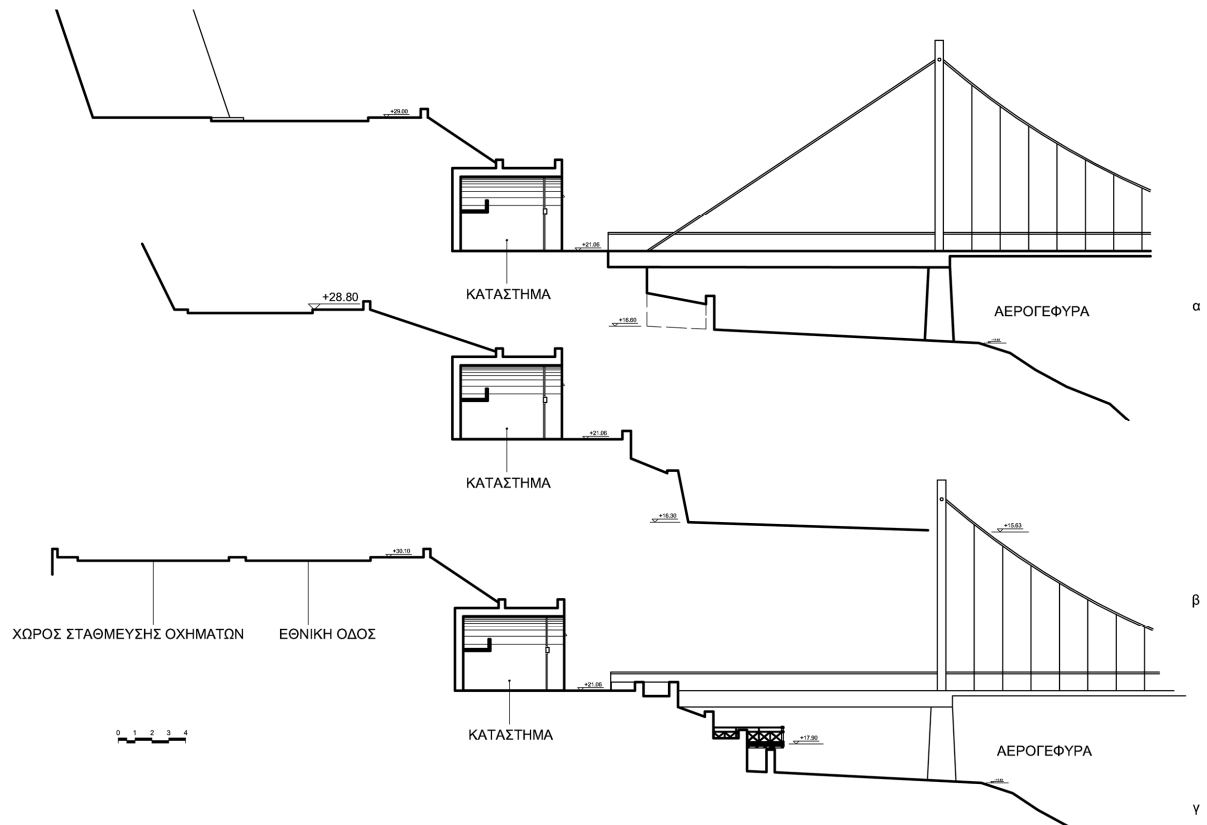 +29.00
ΚΑΤΑΣΤΗΜΑ
+21.06
+16.60
ΑΕΡΟΓΕΦΥΡΑ
α
+28.80
ΚΑΤΑΣΤΗΜΑ
+21.06
+16.30
β
+30.10
ΧΩΡΟΣ ΣΤΑΘΜΕΥΣΗΣ ΟΧΗΜΑΤΩΝ
ΕΘΝΙΚΗ ΟΔΟΣ
ΚΑΤΑΣΤΗΜΑ
+21.06
+15.63
+17.90
ΑΕΡΟΓΕΦΥΡΑ
γ
0 1 2 3 4